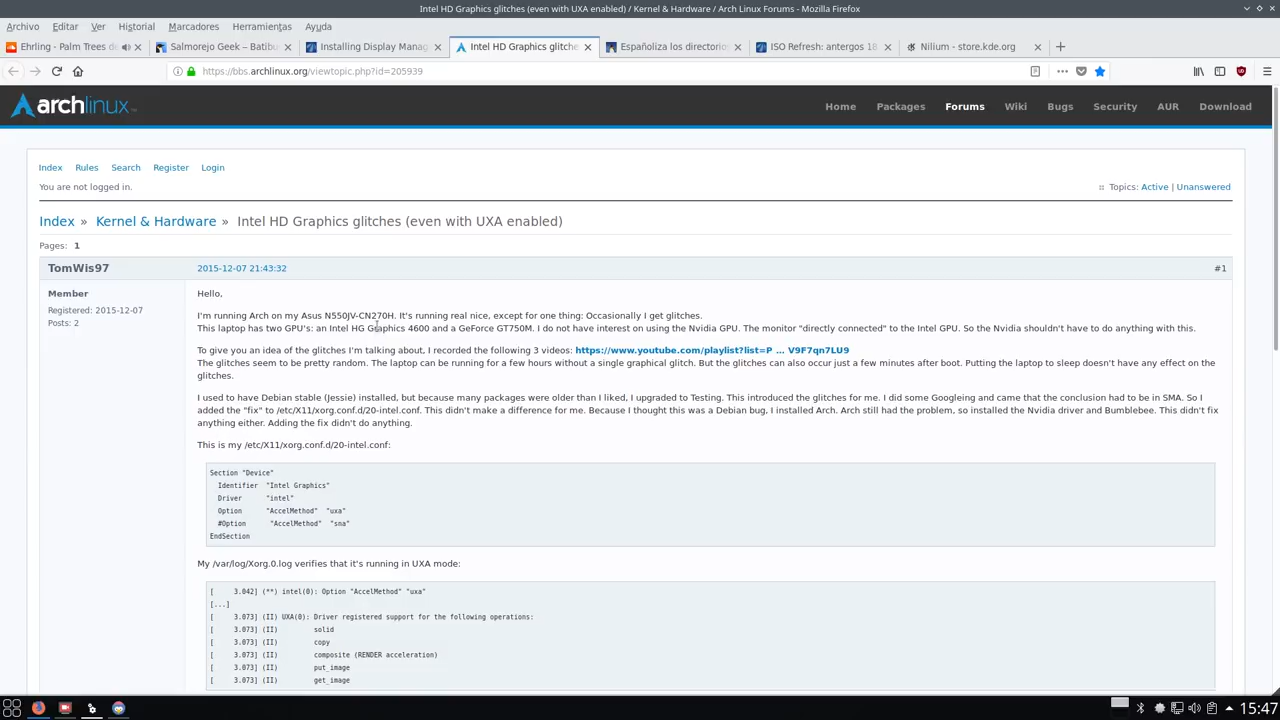 Intel HD Graphics glitches (even with UXA enabled) / Kernel & Hardware / Arch Linux Forums - Mozilla Firefox
Archivo Editar Ver Historial Marcadores Herramientas Ayuda
Ehrling - Palm Trees d
Salmorejo Geek – Batibu
Installing Display Manag
Intel HD Graphics glitche
Españoliza los directorio
ISO Refresh: antergos 18
Nilium - store.kde.org
https://bbs.archlinux.org/viewtopic.php?id=205939
archlinux
Home Packages Forums Wiki Bugs Security AUR Download
Index Rules Search Register Login
You are not logged in.
Topics: Active | Unanswered
Index » Kernel & Hardware » Intel HD Graphics glitches (even with UXA enabled)
Pages: 1
TomWis97
2015-12-07 21:43:32
#1
Member
Registered: 2015-12-07
Posts: 2
Hello,
I'm running Arch on my Asus N550JV-CN270H. It's running real nice, except for one thing: Occasionally I get glitches.
This laptop has two GPU's: an Intel HG Graphics 4600 and a GeForce GT750M. I do not have interest on using the Nvidia GPU. The monitor "directly connected" to the Intel GPU. So the Nvidia shouldn't have to do anything with this.
To give you an idea of the glitches I'm talking about, I recorded the following 3 videos: https://www.youtube.com/playlist?list=P ... V9F7qn7LU9
The glitches seem to be pretty random. The laptop can be running for a few hours without a single graphical glitch. But the glitches can also occur just a few minutes after boot. Putting the laptop to sleep doesn't have any effect on the
glitches.
I used to have Debian stable (Jessie) installed, but because many packages were older than I liked, I upgraded to Testing. This introduced the glitches for me. I did some Googleing and came that the conclusion had to be in SMA. So I
added the "fix" to /etc/X11/xorg.conf.d/20-intel.conf. This didn't make a difference for me. Because I thought this was a Debian bug, I installed Arch. Arch still had the problem, so installed the Nvidia driver and Bumblebee. This didn't fix
anything either. Adding the fix didn't do anything.
This is my /etc/X11/xorg.conf.d/20-intel.conf:
Section "Device"
Identifier "Intel Graphics"
Driver "intel"
Option "AccelMethod" "uxa"
#Option "AccelMethod" "sna"
EndSection
My /var/log/Xorg.0.log verifies that it's running in UXA mode:
[ 3.042] (**) intel(0): Option "AccelMethod" "uxa"
[...]
[ 3.073] (II) UXA(0): Driver registered support for the following operations:
[ 3.073] (II) solid
[ 3.073] (II) copy
[ 3.073] (II) composite (RENDER acceleration)
[ 3.073] (II) put_image
[ 3.073] (II) get_image
15:47